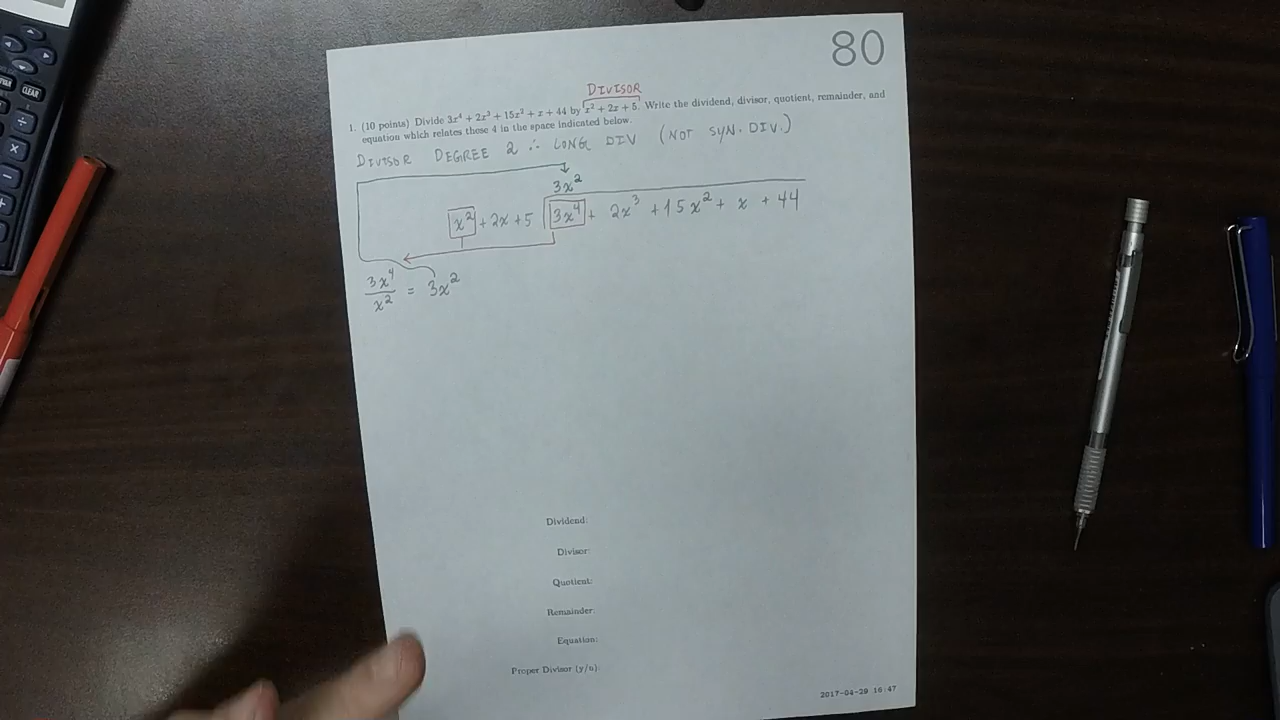 80
DIVISOR
1. (10 points) Divide 3x⁴ + 2x³ + 15x² + x + 44 by x² + 2x + 5. Write the dividend, divisor, quotient, remainder, and
equation which relates these 4 in the space indicated below.
DIVISOR DEGREE 2 ∴ LONG DIV (NOT SYN. DIV.)
3x²
x² + 2x + 5 3x⁴ + 2x³ + 15x² + x + 44
3x⁴/x² = 3x²
Dividend:
Divisor:
Quotient:
Remainder:
Equation:
Proper Divisor (y/n):
2017-04-29 16:47
CLEAR
÷
×
−
+